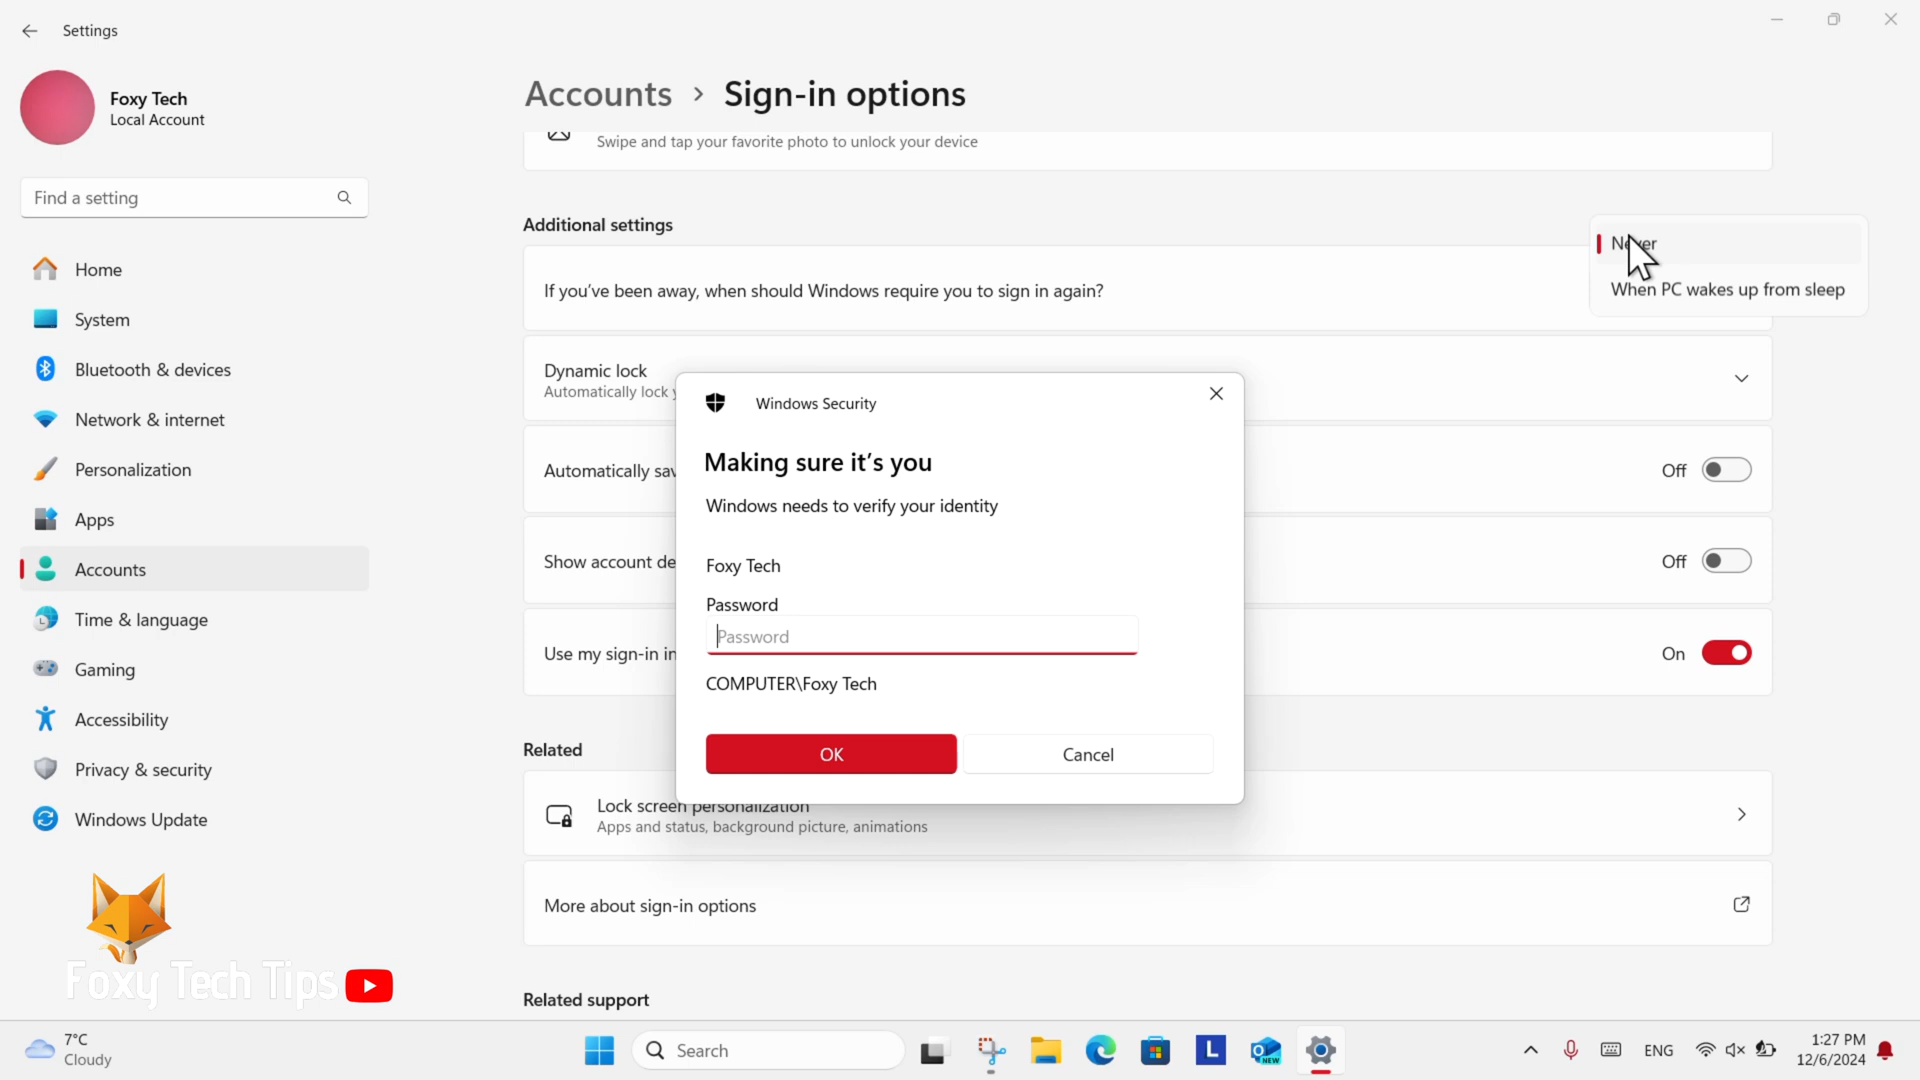 Settings
Foxy Tech
Local Account
Find a setting
Home
System
Bluetooth & devices
Network & internet
Personalization
Apps
Accounts
Time & language
Gaming
Accessibility
Privacy & security
Windows Update
Foxy Tech Tips
Accounts > Sign-in options
Swipe and tap your favorite photo to unlock your device
Additional settings
If you've been away, when should Windows require you to sign in again?
Never
When PC wakes up from sleep
Dynamic lock
Automatically lock
Automatically sav
Off
Show account de
Off
Use my sign-in in
On
Windows Security
Making sure it's you
Windows needs to verify your identity
Foxy Tech
Password
Password
COMPUTER\Foxy Tech
OK
Cancel
Related
Lock screen personalization
Apps and status, background picture, animations
More about sign-in options
Related support
7°C
Cloudy
Search
L
NEW
ENG
1:27 PM
12/6/2024